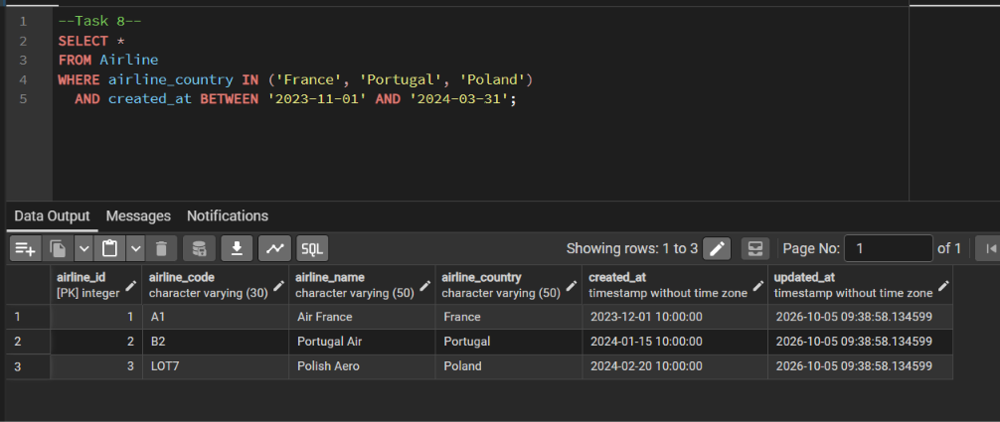 1 --Task 8--
2 SELECT *
3 FROM Airline
4 WHERE airline_country IN ('France', 'Portugal', 'Poland')
5 AND created_at BETWEEN '2023-11-01' AND '2024-03-31';
Data Output Messages Notifications
SQL Showing rows: 1 to 3 Page No: 1 of 1
airline_id airline_code airline_name airline_country created_at updated_at
[PK] integer character varying (30) character varying (50) character varying (50) timestamp without time zone timestamp without time zone
1 1 A1 Air France France 2023-12-01 10:00:00 2026-10-05 09:38:58.134599
2 2 B2 Portugal Air Portugal 2024-01-15 10:00:00 2026-10-05 09:38:58.134599
3 3 LOT7 Polish Aero Poland 2024-02-20 10:00:00 2026-10-05 09:38:58.134599